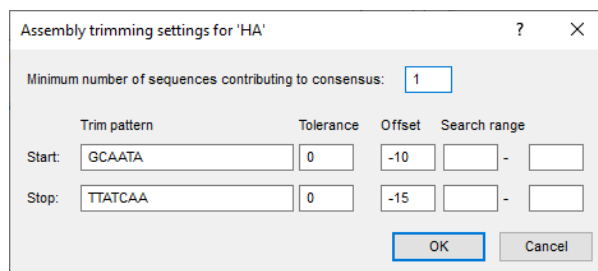 Assembly trimming settings for 'HA' ?
Minimum number of sequences contributing to consensus: 1
Trim pattern Tolerance Offset Search range
Start: GCAATA 0 -10 -
Stop: TTATCAA 0 -15 -
OK Cancel